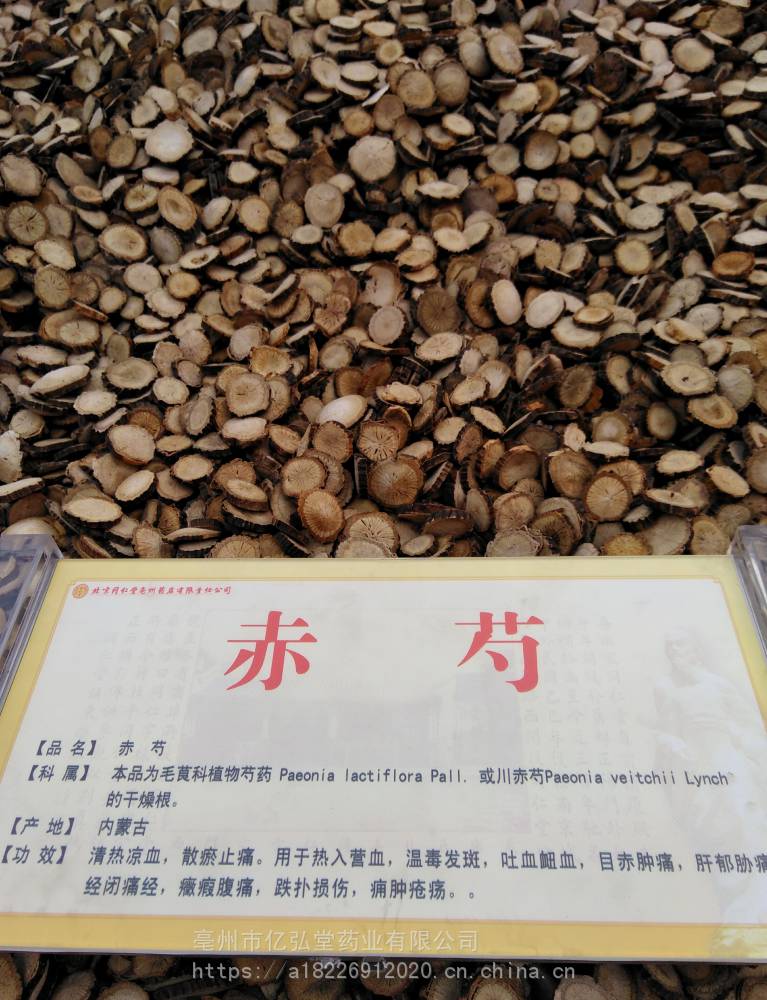 北京同仁堂亳州药材有限责任公司
赤 芍
【品 名】 赤 芍
【科 属】 本品为毛茛科植物芍药 Paeonia lactiflora Pall. 或川赤芍Paeonia veitchii Lynch
的干燥根。
【产 地】 内蒙古
【功 效】 清热凉血，散瘀止痛。用于热入营血，温毒发斑，吐血衄血，目赤肿痛，肝郁胁痛
经闭痛经，癥瘕腹痛，跌扑损伤，痈肿疮疡。。
亳州市亿弘堂药业有限公司
https://a18226912020.cn.china.cn